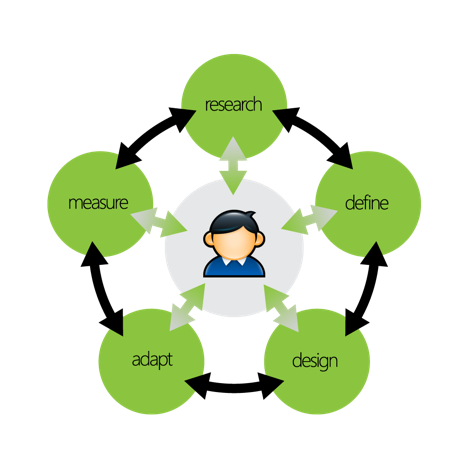 research
measure
define
adapt
design